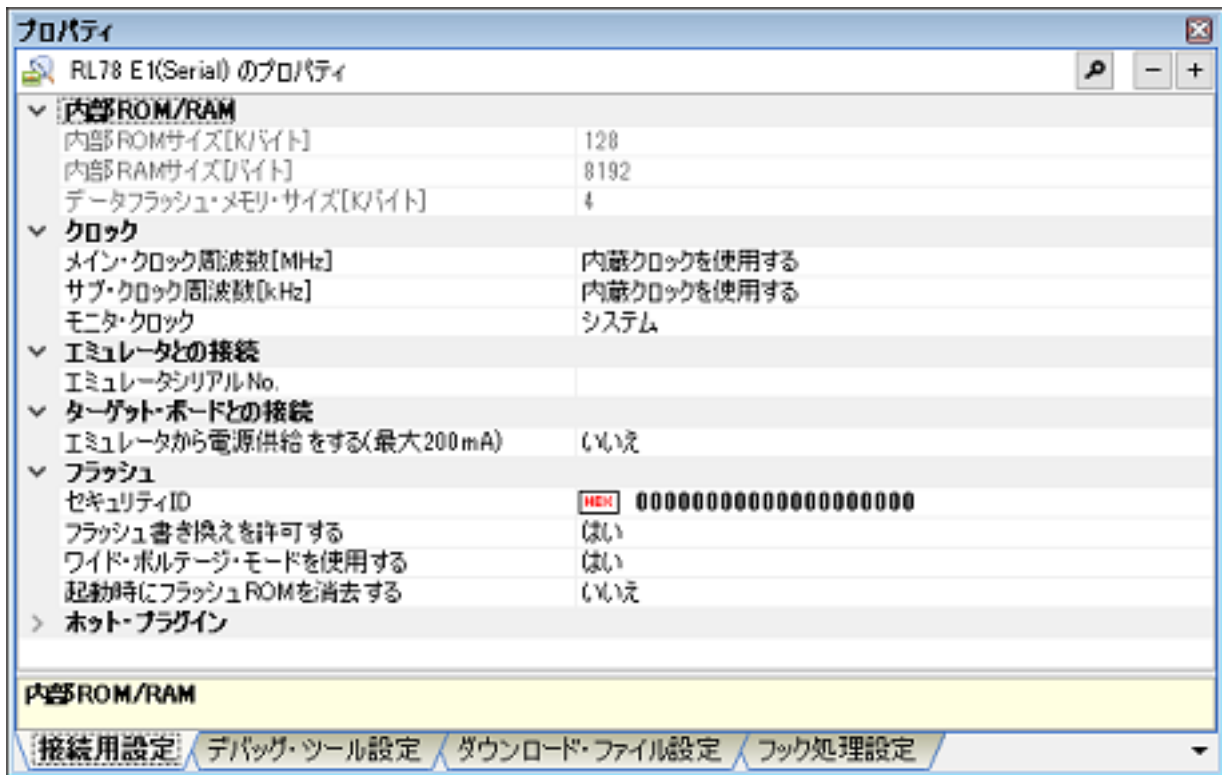 プロパティ
RL78 E1(Serial) のプロパティ
内部ROM/RAM
内部ROMサイズ[Kバイト] 128
内部RAMサイズ[バイト] 8192
データフラッシュ・メモリ・サイズ[Kバイト] 4
クロック
メイン・クロック周波数[MHz] 内蔵クロックを使用する
サブ・クロック周波数[kHz] 内蔵クロックを使用する
モニタ・クロック システム
エミュレータとの接続
エミュレータシリアルNo.
ターゲット・ボードとの接続
エミュレータから電源供給をする(最大200mA) いいえ
フラッシュ
セキュリティID HEX 00000000000000000000
フラッシュ書き換えを許可する はい
ワイド・ボルテージ・モードを使用する はい
起動時にフラッシュROMを消去する いいえ
ホット・プラグイン
内部ROM/RAM
接続用設定 デバッグ・ツール設定 ダウンロード・ファイル設定 フック処理設定